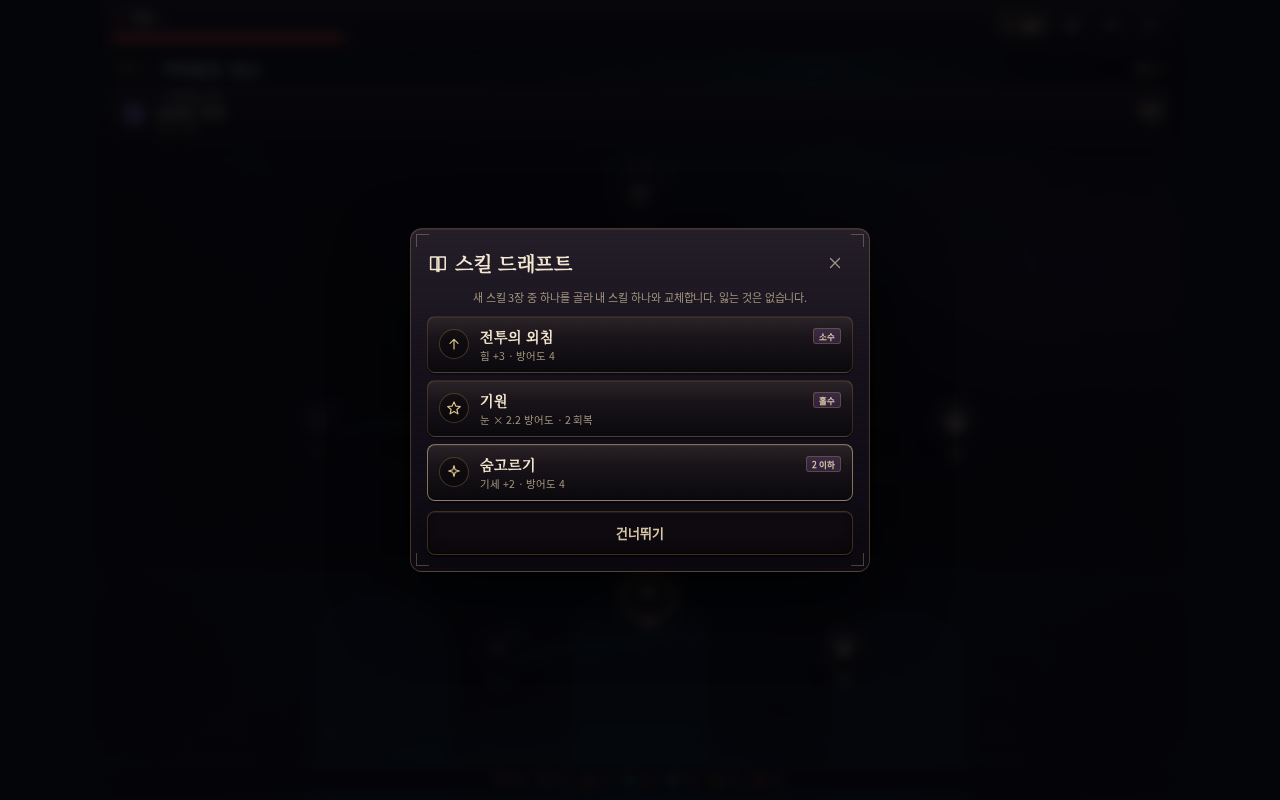 스킬 드래프트
새 스킬 3장 중 하나를 골라 내 스킬 하나와 교체합니다. 잃는 것은 없습니다.
전투의 외침
소수
힘 +3 · 방어도 4
기원
홀수
눈 × 2.2 방어도 · 2 회복
숨고르기
2 이하
기세 +2 · 방어도 4
건너뛰기